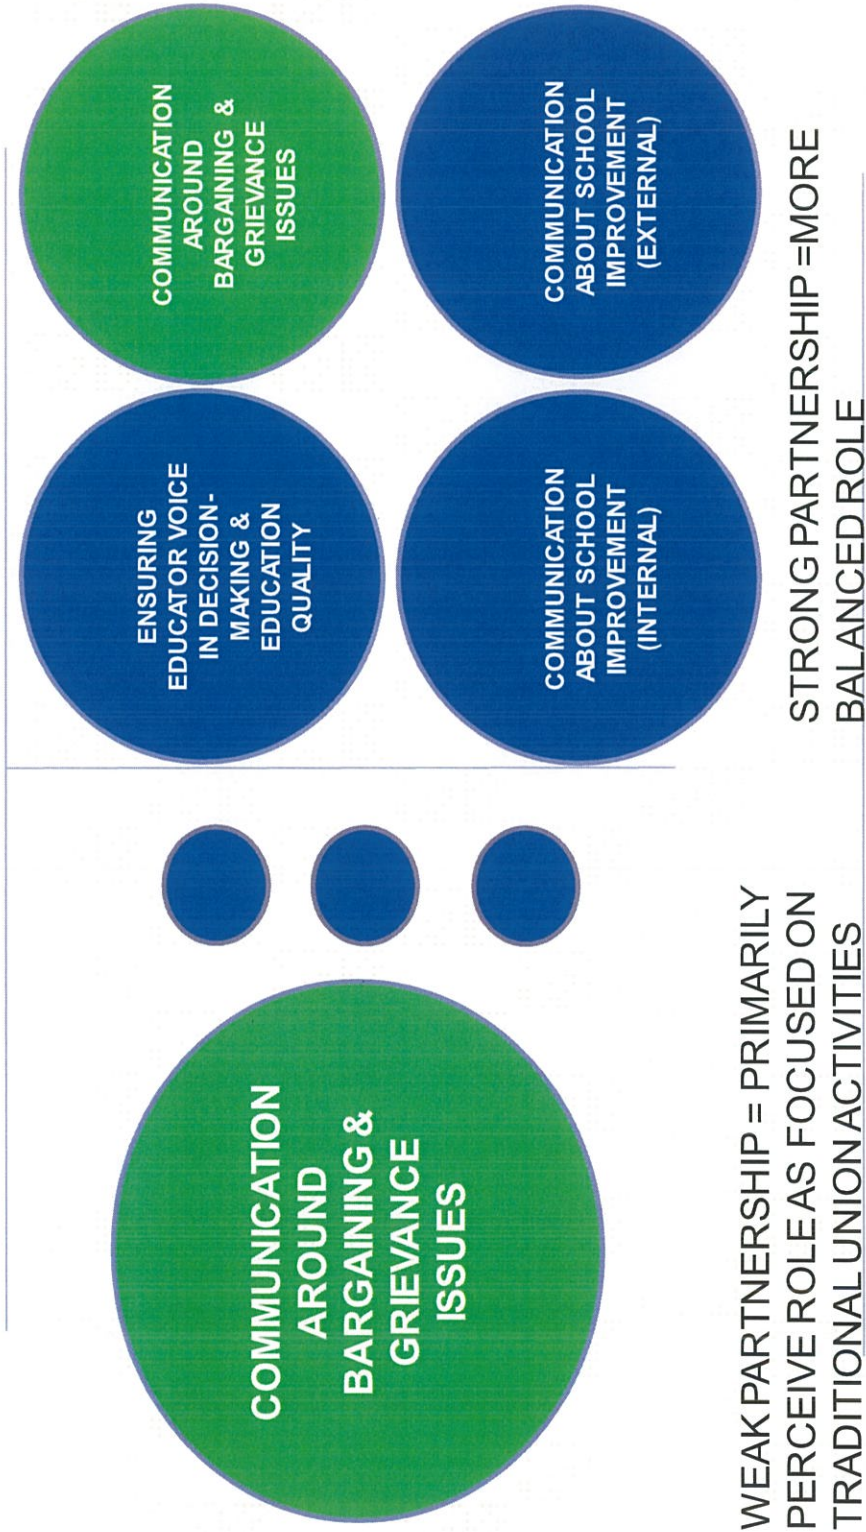 COMMUNICATION
AROUND
BARGAINING &
GRIEVANCE
ISSUES
WEAK PARTNERSHIP = PRIMARILY
PERCEIVE ROLE AS FOCUSED ON
TRADITIONAL UNION ACTIVITIES
ENSURING
EDUCATOR VOICE
IN DECISION-
MAKING &
EDUCATION
QUALITY
COMMUNICATION
AROUND
BARGAINING &
GRIEVANCE
ISSUES
COMMUNICATION
ABOUT SCHOOL
IMPROVEMENT
(INTERNAL)
COMMUNICATION
ABOUT SCHOOL
IMPROVEMENT
(EXTERNAL)
STRONG PARTNERSHIP =MORE
BALANCED ROLE